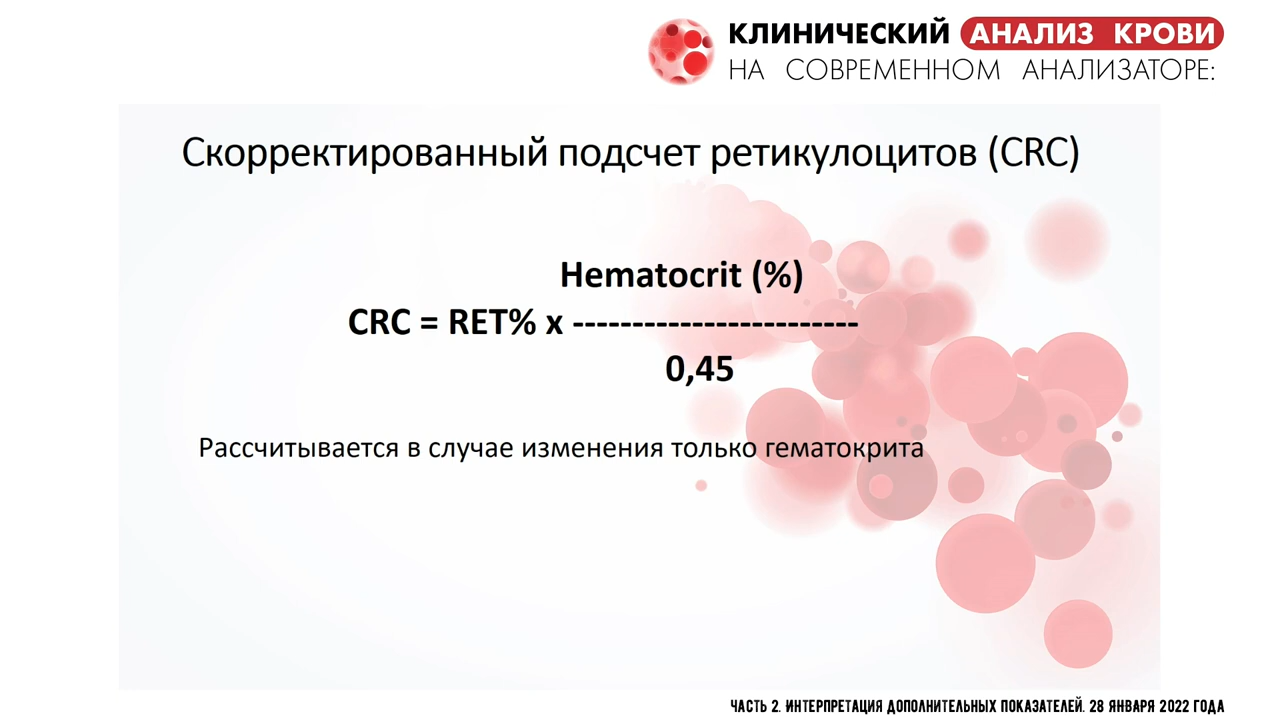 КЛИНИЧЕСКИЙ АНАЛИЗ КРОВИ
НА СОВРЕМЕННОМ АНАЛИЗАТОРЕ:
Скорректированный подсчет ретикулоцитов (CRC)
Hematocrit (%)
CRC = RET% x ------------------------
0,45
Рассчитывается в случае изменения только гематокрита
ЧАСТЬ 2. ИНТЕРПРЕТАЦИЯ ДОПОЛНИТЕЛЬНЫХ ПОКАЗАТЕЛЕЙ. 28 ЯНВАРЯ 2022 ГОДА